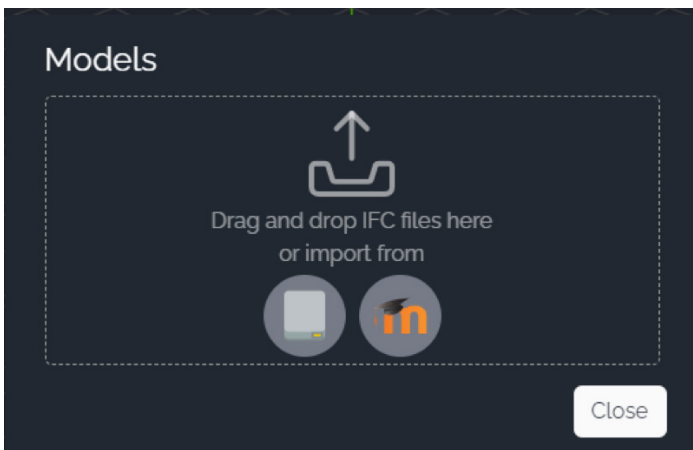 Models
Drag and drop IFC files here
or import from
m
Close